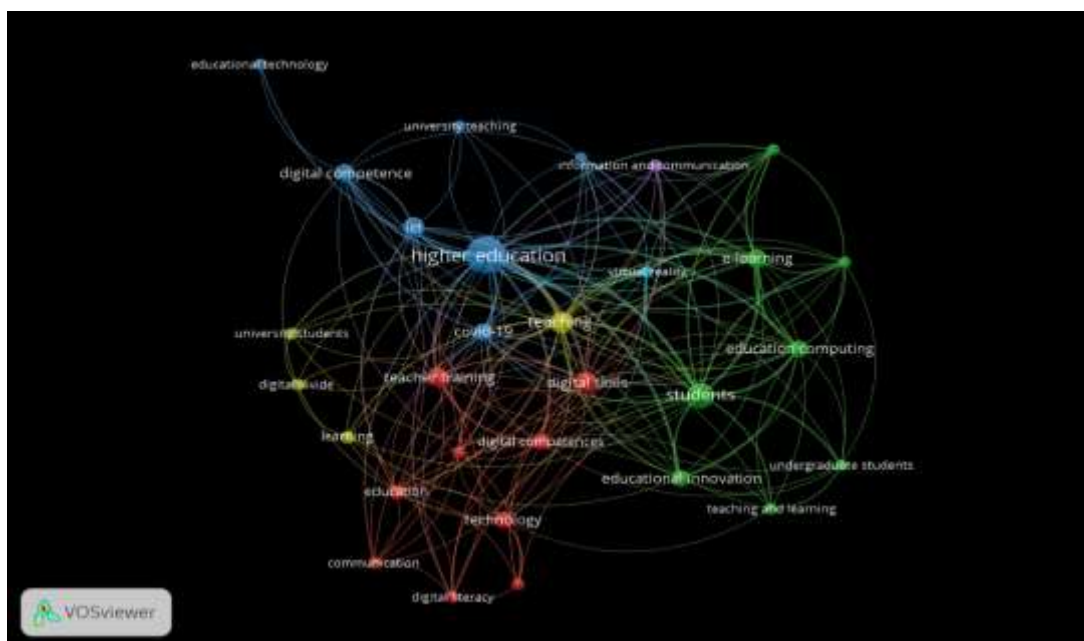 educational technology
university teaching
digital competence
information and communication
ict
higher education
e-learning
virtual reality
teaching
covid-19
university students
education computing
teacher training
digital skills
digital divide
students
learning
digital competences
undergraduate students
educational innovation
education
teaching and learning
technology
communication
digital literacy
VOSviewer